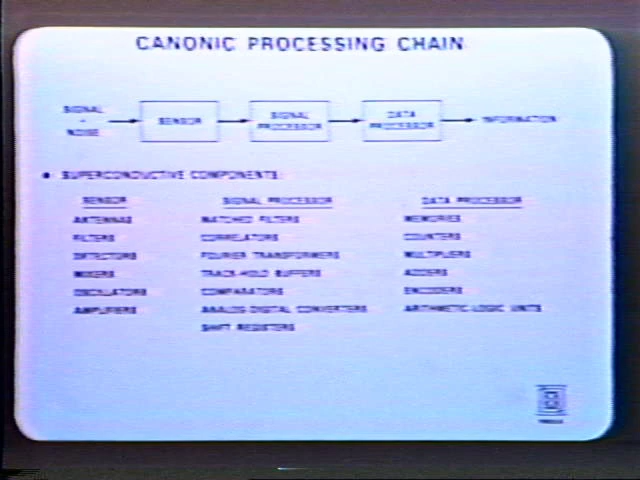 CANONIC PROCESSING CHAIN
SIGNAL
+
NOISE
SENSOR
SIGNAL
PROCESSOR
DATA
PROCESSOR
INFORMATION
• SUPERCONDUCTIVE COMPONENTS:
SENSOR SIGNAL PROCESSOR DATA PROCESSOR
ANTENNAS MATCHED FILTERS MEMORIES
FILTERS CORRELATORS COUNTERS
DETECTORS FOURIER TRANSFORMERS MULTIPLIERS
MIXERS TRACK-HOLD BUFFERS ADDERS
OSCILLATORS COMPARATORS ENCODERS
AMPLIFIERS ANALOG-DIGITAL CONVERTERS ARITHMETIC-LOGIC UNITS
SHIFT REGISTERS